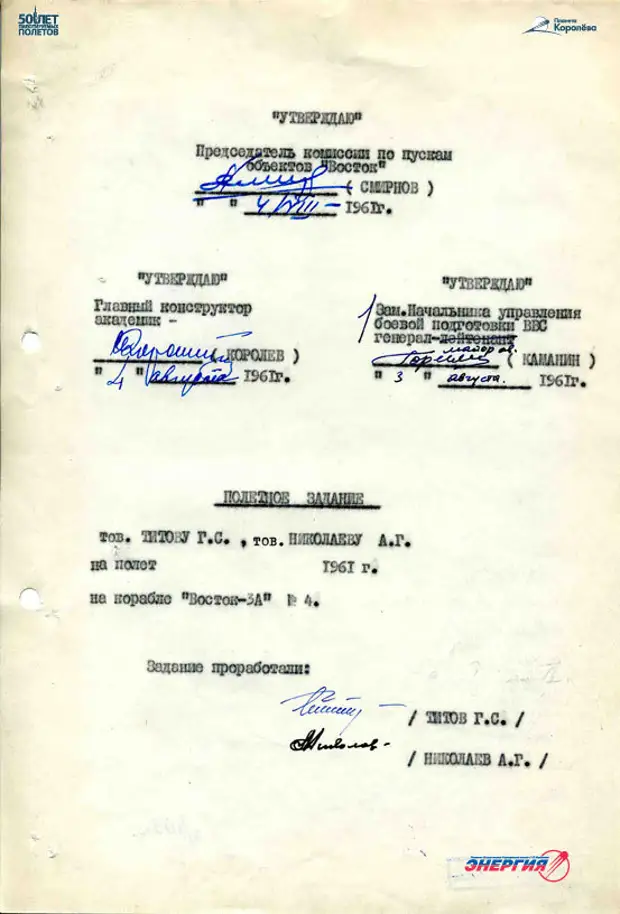 50 ЛЕТ
ПОЛЕТОВ
Планета
Королёва
"УТВЕРЖДАЮ"
Председатель комиссии по пускам
объектов "Восток"
( СМИРНОВ )
" " 4/VIII – 1961г.
"УТВЕРЖДАЮ"
Главный конструктор
академик –
( КОРОЛЕВ )
" 4 " августа 1961г.
"УТВЕРЖДАЮ"
Зам.Начальника управления
боевой подготовки ВВС
генерал-лейтенант
майор ав.
( КАМАНИН )
" 3 " августа. 1961г.
ПОЛЕТНОЕ ЗАДАНИЕ
тов. ТИТОВУ Г.С. , тов. НИКОЛАЕВУ А.Г.
на полет 1961 г.
на корабле "Восток-3А" № 4.
Задание проработали:
/ ТИТОВ Г.С. /
/ НИКОЛАЕВ А.Г. /
ЭНЕРГИЯ